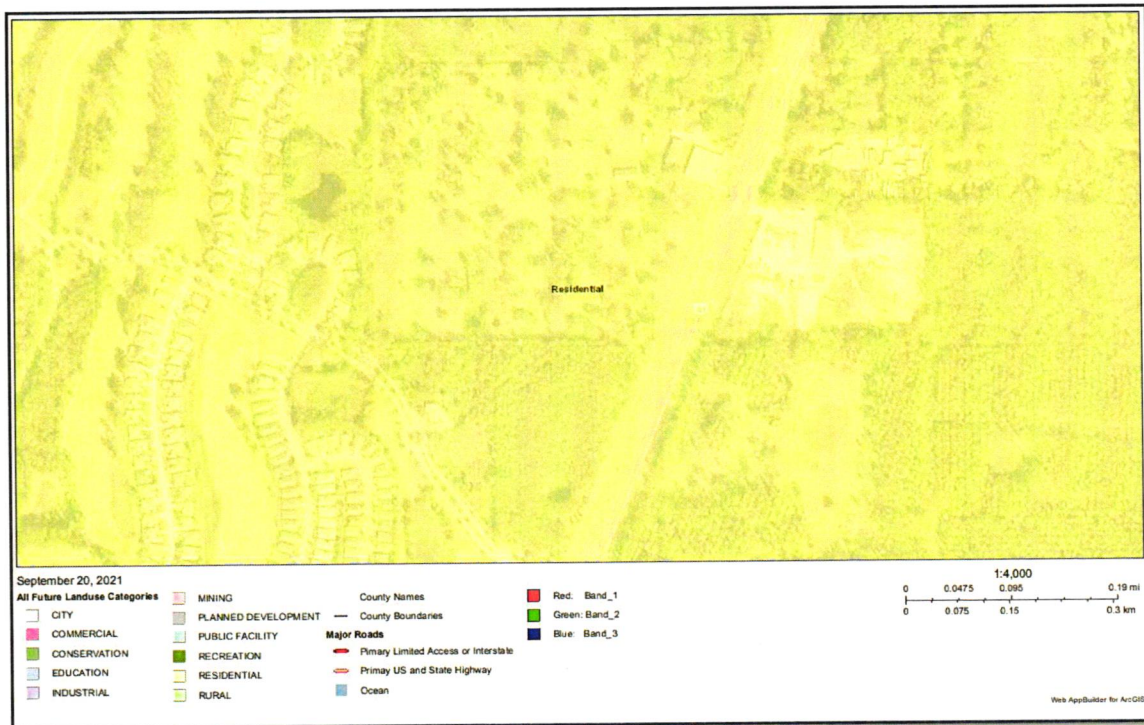 Residential
September 20, 2021
All Future Landuse Categories
CITY
COMMERCIAL
CONSERVATION
EDUCATION
INDUSTRIAL
MINING
PLANNED DEVELOPMENT
PUBLIC FACILITY
RECREATION
RESIDENTIAL
RURAL
County Names
County Boundaries
Major Roads
Pimary Limited Access or Interstate
Primay US and State Highway
Ocean
Red: Band_1
Green: Band_2
Blue: Band_3
1:4,000
0 0.0475 0.095 0.19 mi
0 0.075 0.15 0.3 km
Web AppBuilder for ArcGIS